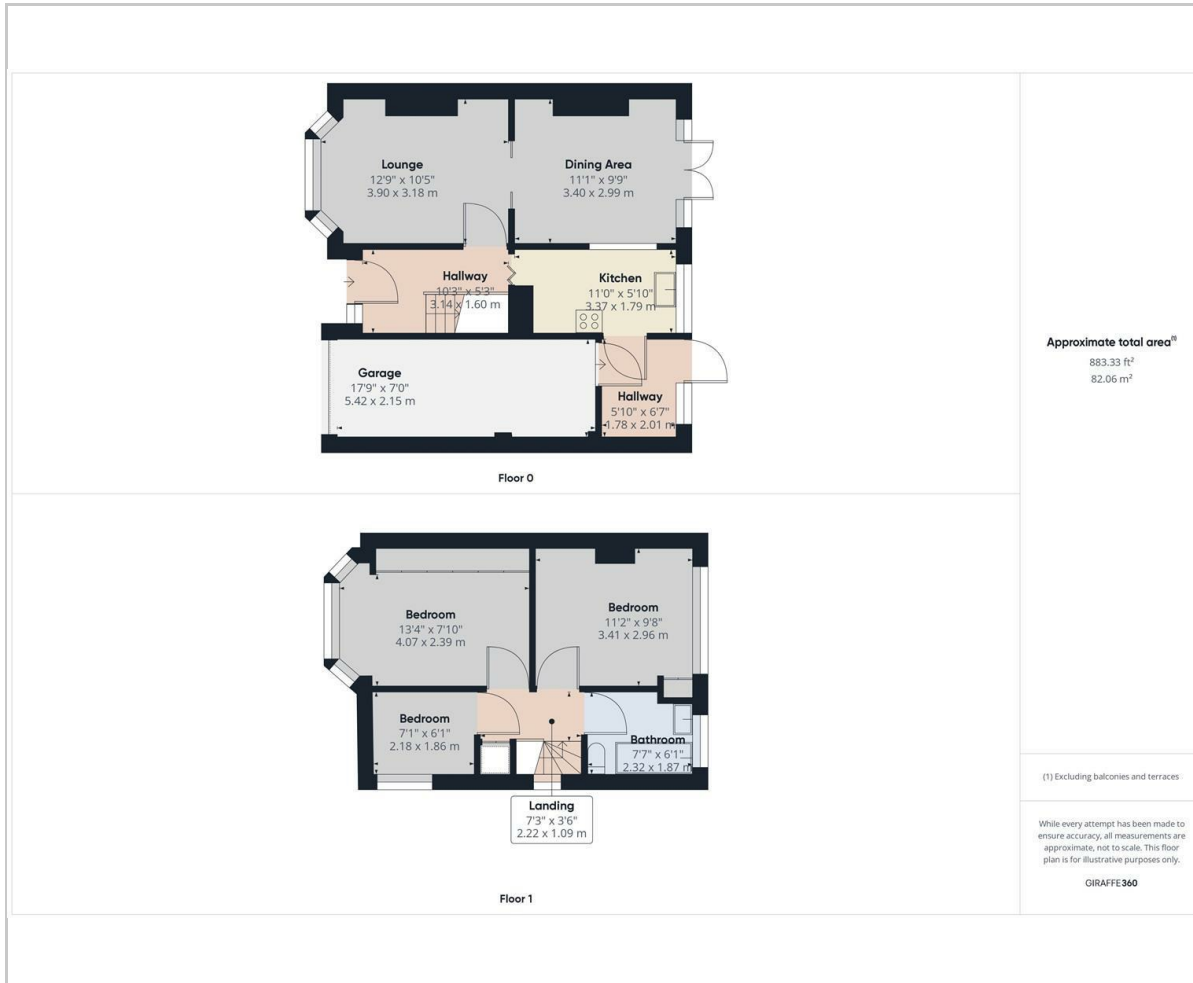 Lounge
12'9" x 10'5"
3.90 x 3.18 m
Dining Area
11'1" x 9'9"
3.40 x 2.99 m
Hallway
10'3" x 5'3"
3.14 x 1.60 m
Kitchen
11'0" x 5'10"
3.37 x 1.79 m
Garage
17'9" x 7'0"
5.42 x 2.15 m
Hallway
5'10" x 6'7"
1.78 x 2.01 m
Floor 0
Bedroom
13'4" x 7'10"
4.07 x 2.39 m
Bedroom
11'2" x 9'8"
3.41 x 2.96 m
Bedroom
7'1" x 6'1"
2.18 x 1.86 m
Bathroom
7'7" x 6'1"
2.32 x 1.87 m
Landing
7'3" x 3'6"
2.22 x 1.09 m
Floor 1
Approximate total area⁽¹⁾
883.33 ft²
82.06 m²
(1) Excluding balconies and terraces
While every attempt has been made to
ensure accuracy, all measurements are
approximate, not to scale. This floor
plan is for illustrative purposes only.
GIRAFFE360